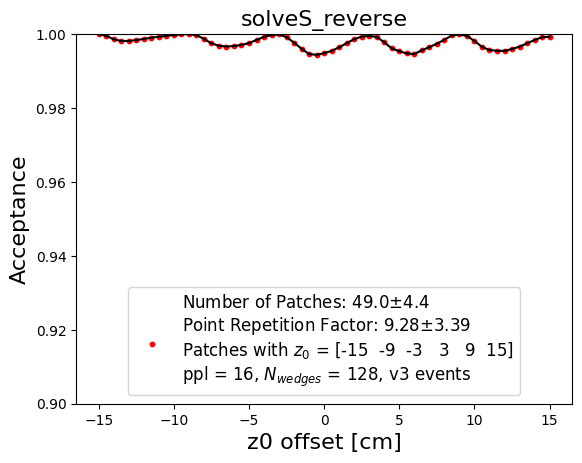 solveS_reverse
Acceptance
1.00
0.98
0.96
0.94
0.92
0.90
Number of Patches: 49.0±4.4
Point Repetition Factor: 9.28±3.39
Patches with z₀ = [-15 -9 -3 3 9 15]
ppl = 16, N_wedges = 128, v3 events
−15 −10 −5 0 5 10 15
z0 offset [cm]